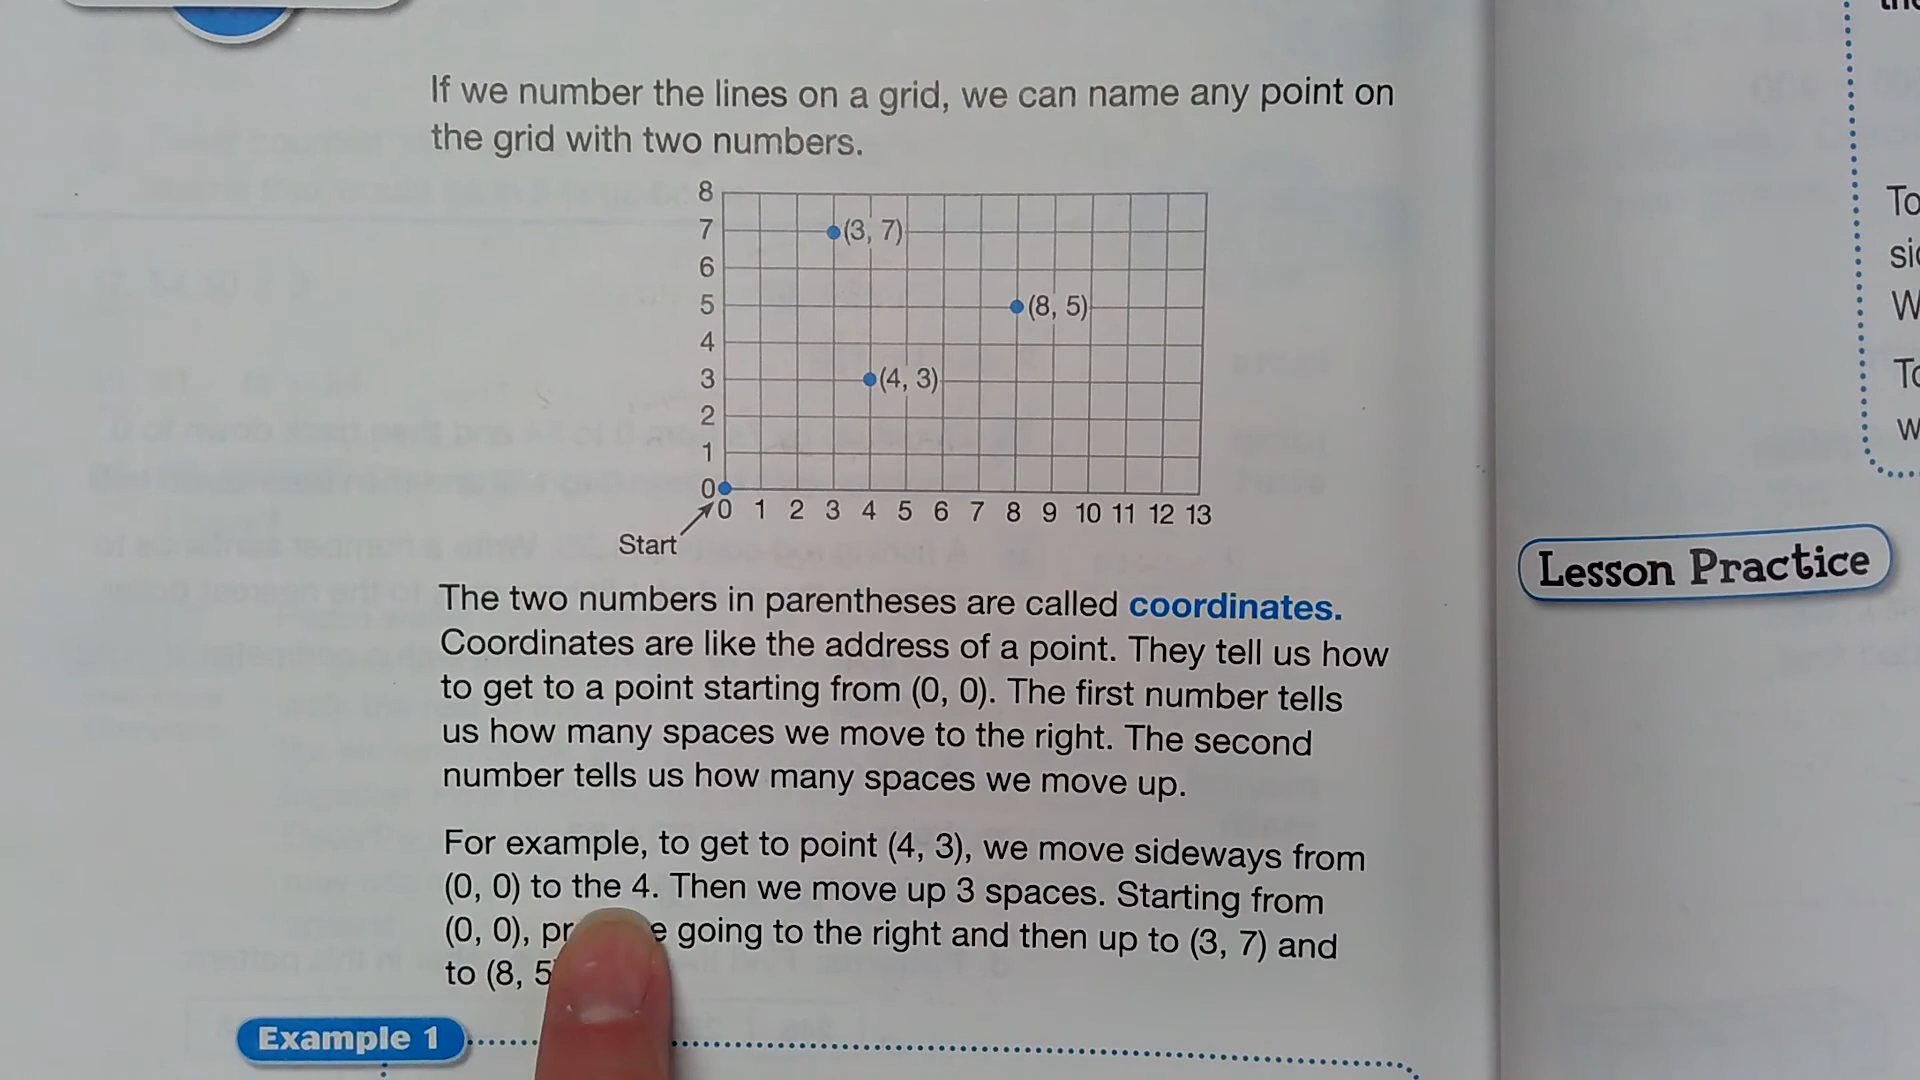 If we number the lines on a grid, we can name any point on
the grid with two numbers.
8
7
(3, 7)
6
5
(8, 5)
4
3
(4, 3)
2
1
0
0 1 2 3 4 5 6 7 8 9 10 11 12 13
Start
The two numbers in parentheses are called coordinates.
Coordinates are like the address of a point. They tell us how
to get to a point starting from (0, 0). The first number tells
us how many spaces we move to the right. The second
number tells us how many spaces we move up.
For example, to get to point (4, 3), we move sideways from
(0, 0) to the 4. Then we move up 3 spaces. Starting from
(0, 0), going to the right and then up to (3, 7) and
to (8, 5
Example 1
To
W
To
w
Lesson Practice